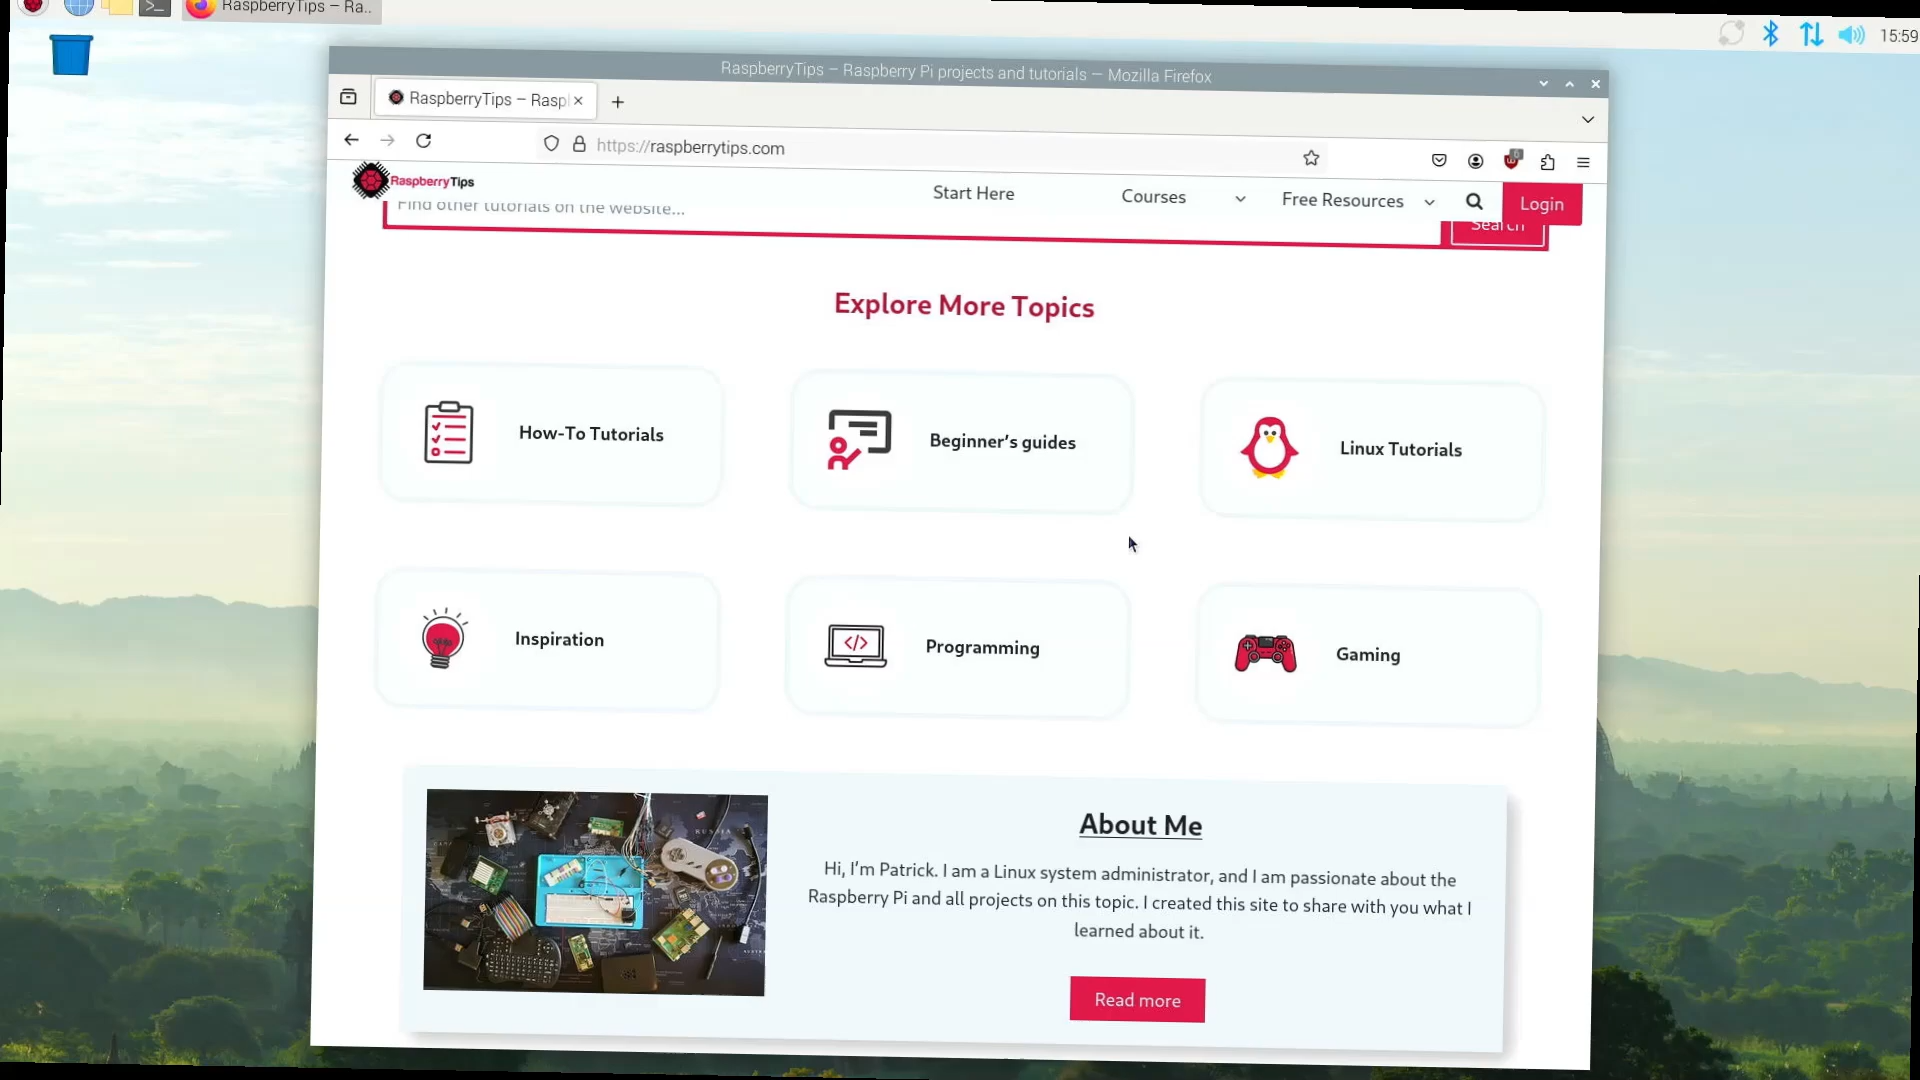 RaspberryTips – Ra..
15:59
RaspberryTips – Raspberry Pi projects and tutorials — Mozilla Firefox
RaspberryTips – Rasp
https://raspberrytips.com
RaspberryTips
Start Here
Courses
Free Resources
Login
Find other tutorials on the website...
Search
Explore More Topics
How-To Tutorials
Beginner's guides
Linux Tutorials
Inspiration
</>
Programming
Gaming
RUSSIA
About Me
Hi, I'm Patrick. I am a Linux system administrator, and I am passionate about the
Raspberry Pi and all projects on this topic. I created this site to share with you what I
learned about it.
Read more